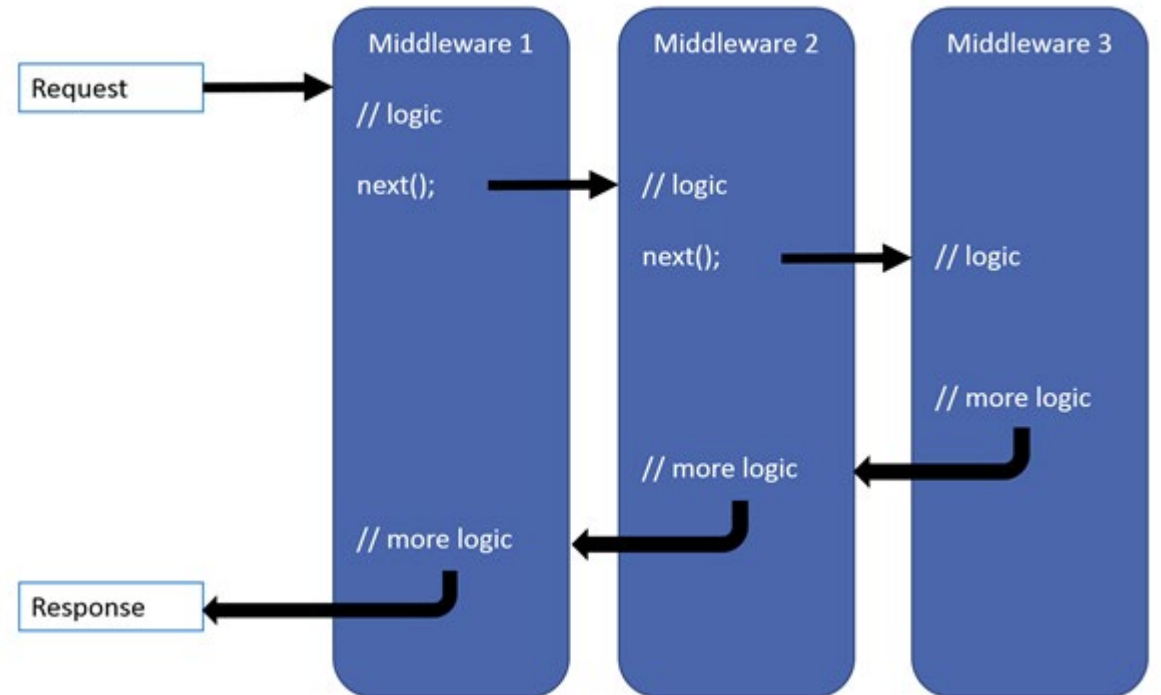 Middleware 1
Middleware 2
Middleware 3
Request
// logic
next();
// logic
next();
// logic
// more logic
// more logic
// more logic
Response